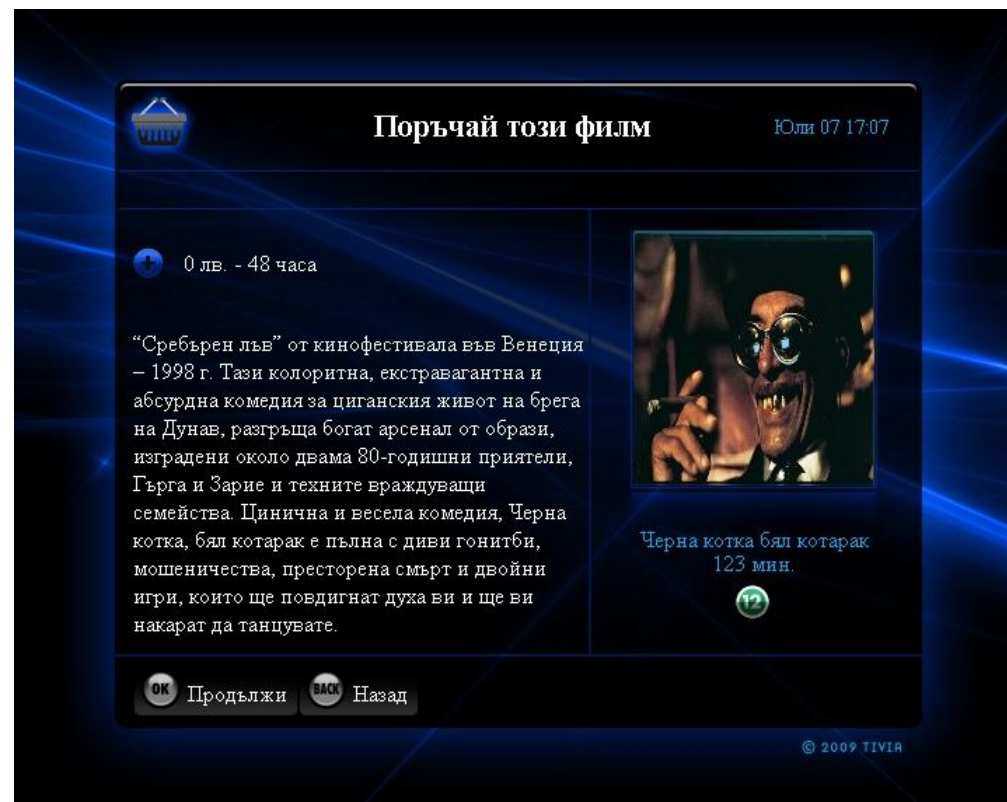 Поръчай този филм
Юли 07 17:07
0 лв. - 48 часа
“Сребърен лъв” от кинофестивала във Венеция
– 1998 г. Тази колоритна, екстравагантна и
абсурдна комедия за циганския живот на брега
на Дунав, разгръща богат арсенал от образи,
изградени около двама 80-годишни приятели,
Гърга и Зарие и техните враждуващи
семейства. Цинична и весела комедия, Черна
котка, бял котарак е пълна с диви гонитби,
мошеничества, престорена смърт и двойни
игри, които ще повдигнат духа ви и ще ви
накарат да танцувате.
Черна котка бял котарак
123 мин.
12
OK Продължи BACK Назад
© 2009 TIVIA